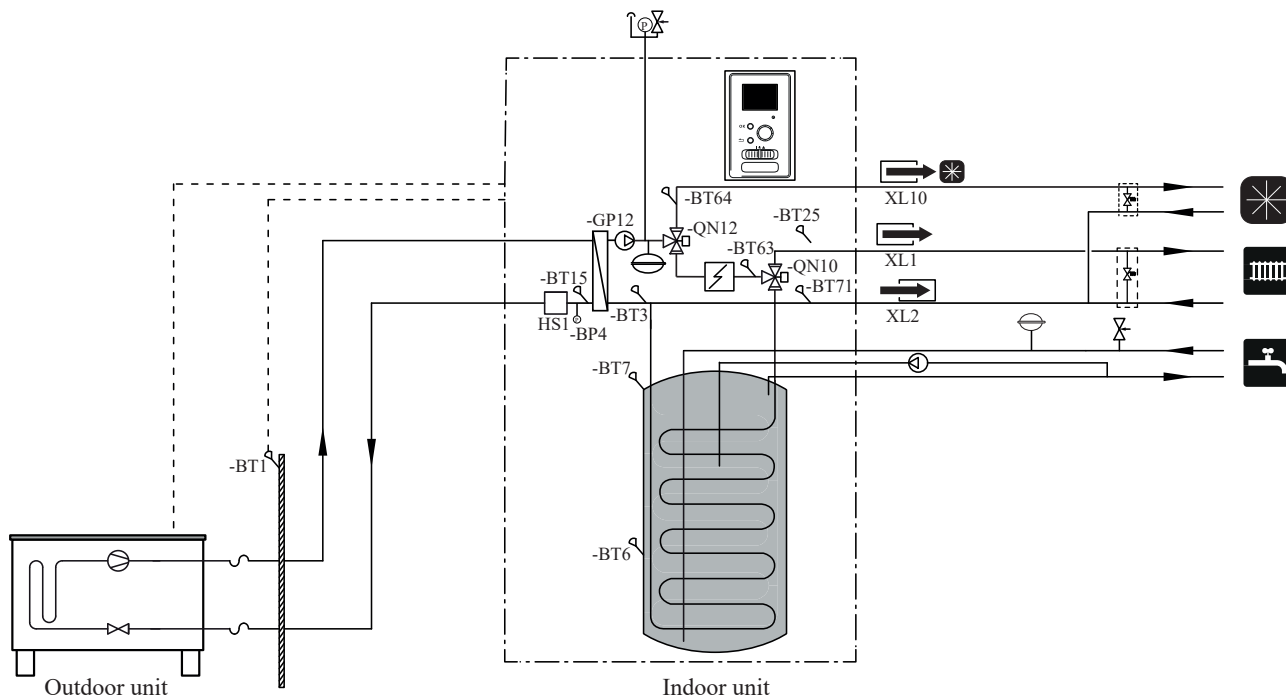 P
OK
-BT64
XL10
-GP12
-QN12
-BT25
-BT63
XL1
-BT15
-QN10
-BT71
HS1
-BT3
XL2
P
-BP4
-BT7
-BT1
-BT6
Outdoor unit
Indoor unit